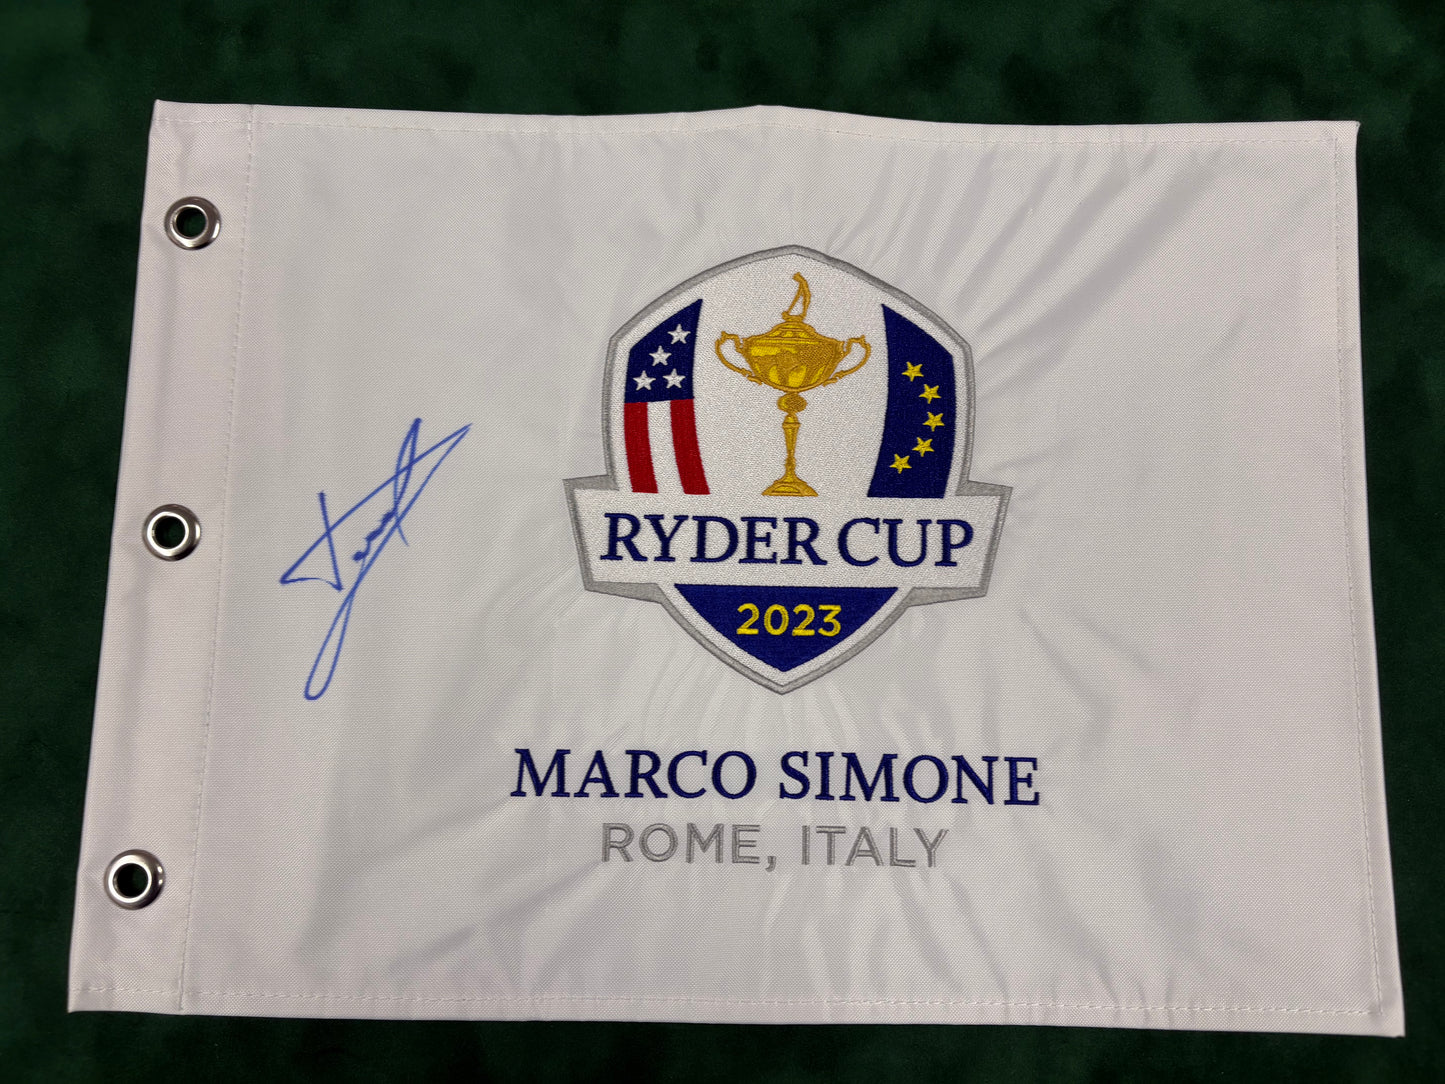 RYDER CUP
2023
MARCO SIMONE
ROME, ITALY